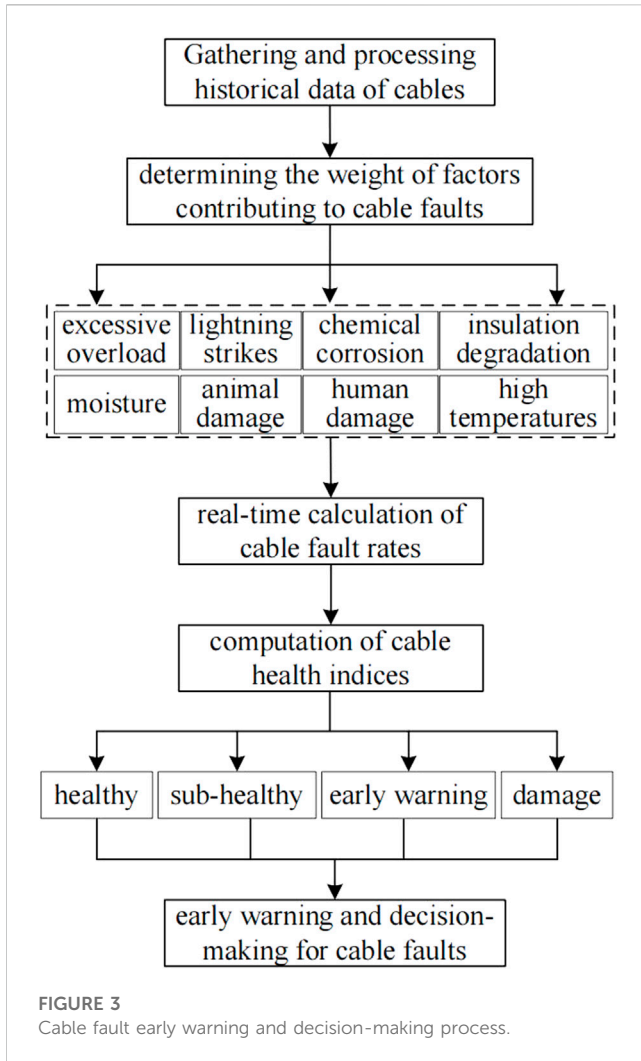 Gathering and processing
historical data of cables
determining the weight of factors
contributing to cable faults
excessive
overload
lightning
strikes
chemical
corrosion
insulation
degradation
moisture
animal
damage
human
damage
high
temperatures
real-time calculation of
cable fault rates
computation of cable
health indices
healthy
sub-healthy
early warning
damage
early warning and decision-
making for cable faults
FIGURE 3
Cable fault early warning and decision-making process.